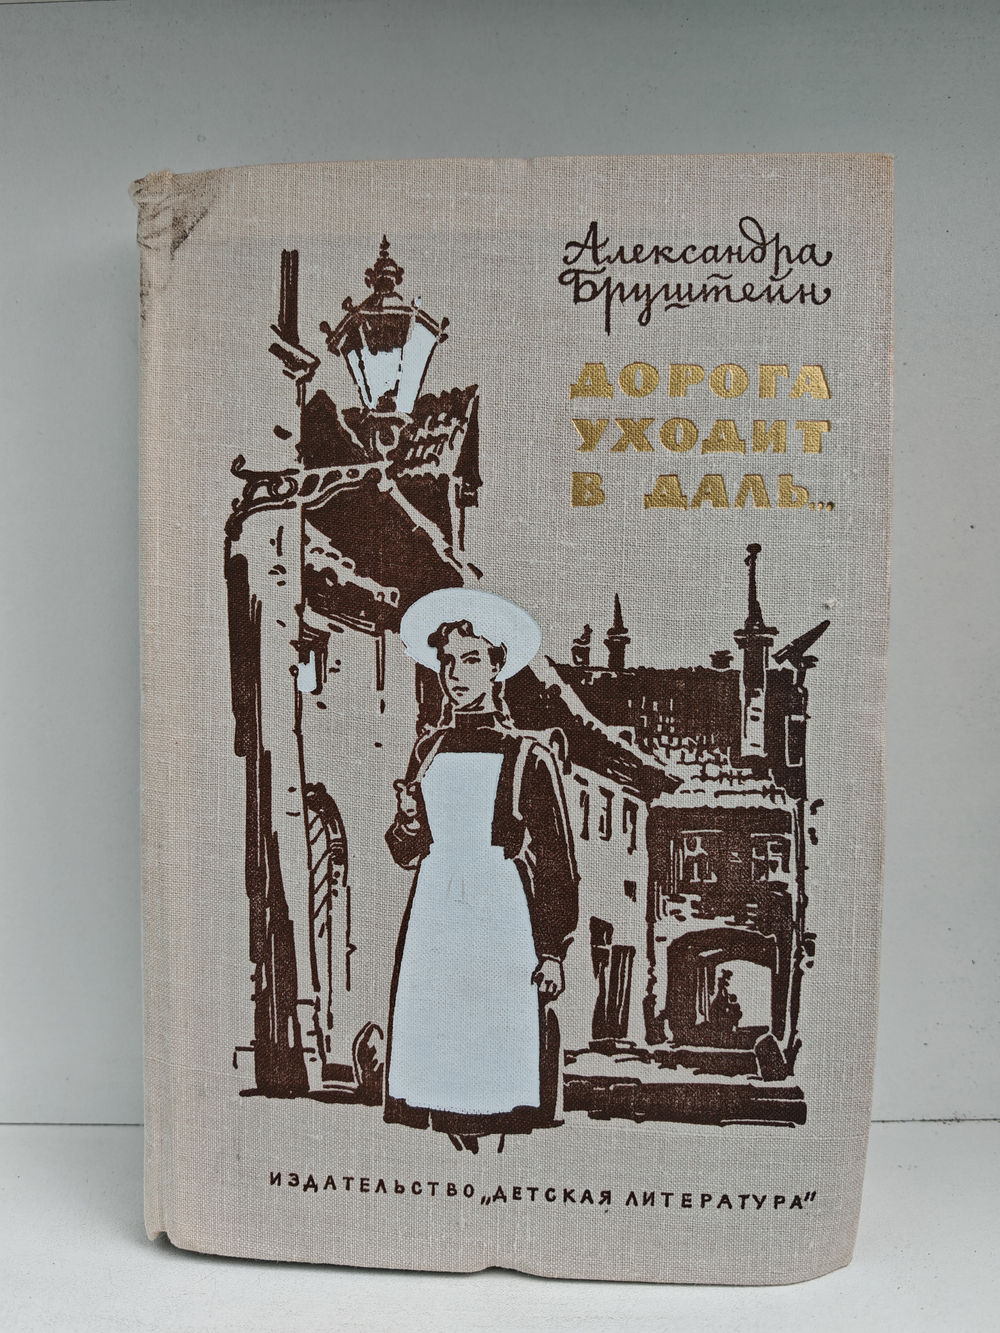 Александра
Бруштейн
ДОРОГА
УХОДИТ
В ДАЛЬ...
ИЗДАТЕЛЬСТВО „ДЕТСКАЯ ЛИТЕРАТУРА"